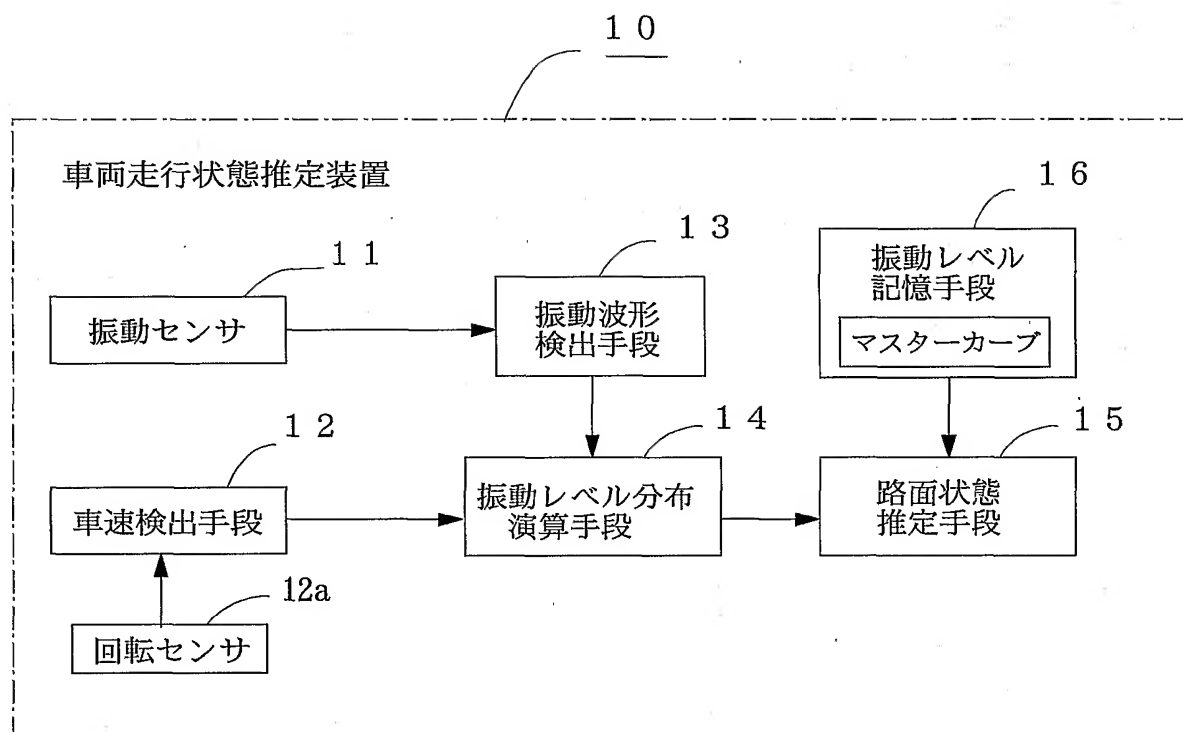 １０
車両走行状態推定装置
１６
１３
１１
振動レベル
記憶手段
マスターカーブ
振動センサ
振動波形
検出手段
１２
１４
１５
車速検出手段
振動レベル分布
演算手段
路面状態
推定手段
12a
回転センサ